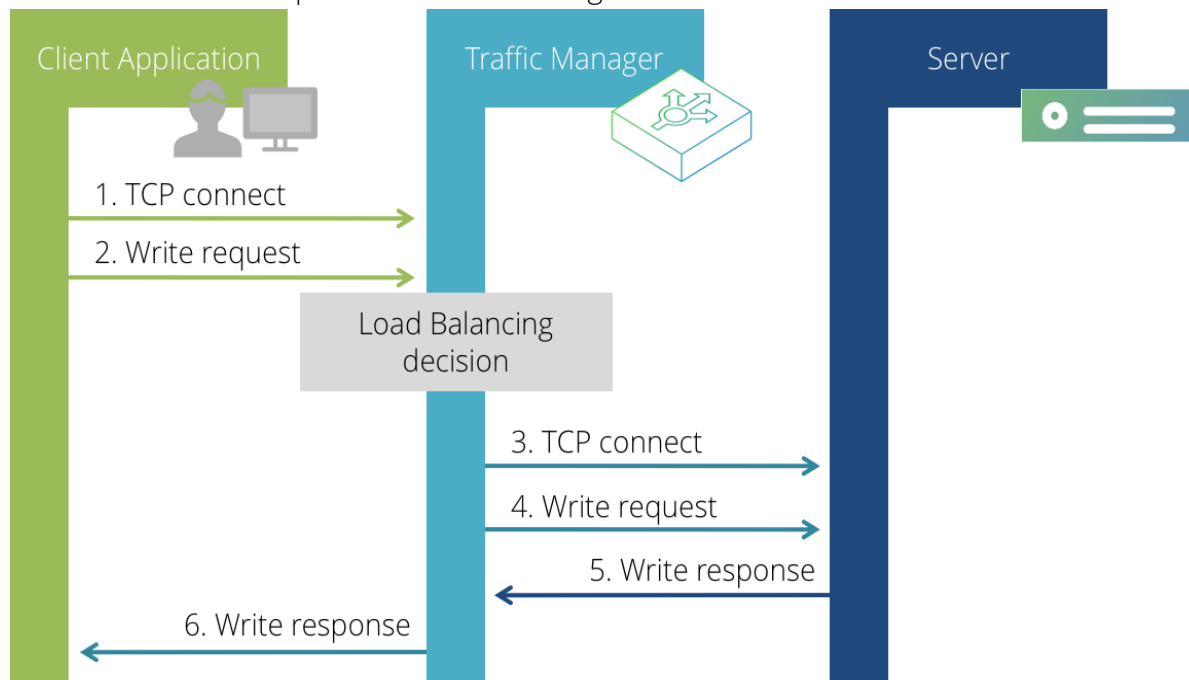 Client Application
Traffic Manager
Server
1. TCP connect
2. Write request
Load Balancing
decision
3. TCP connect
4. Write request
5. Write response
6. Write response